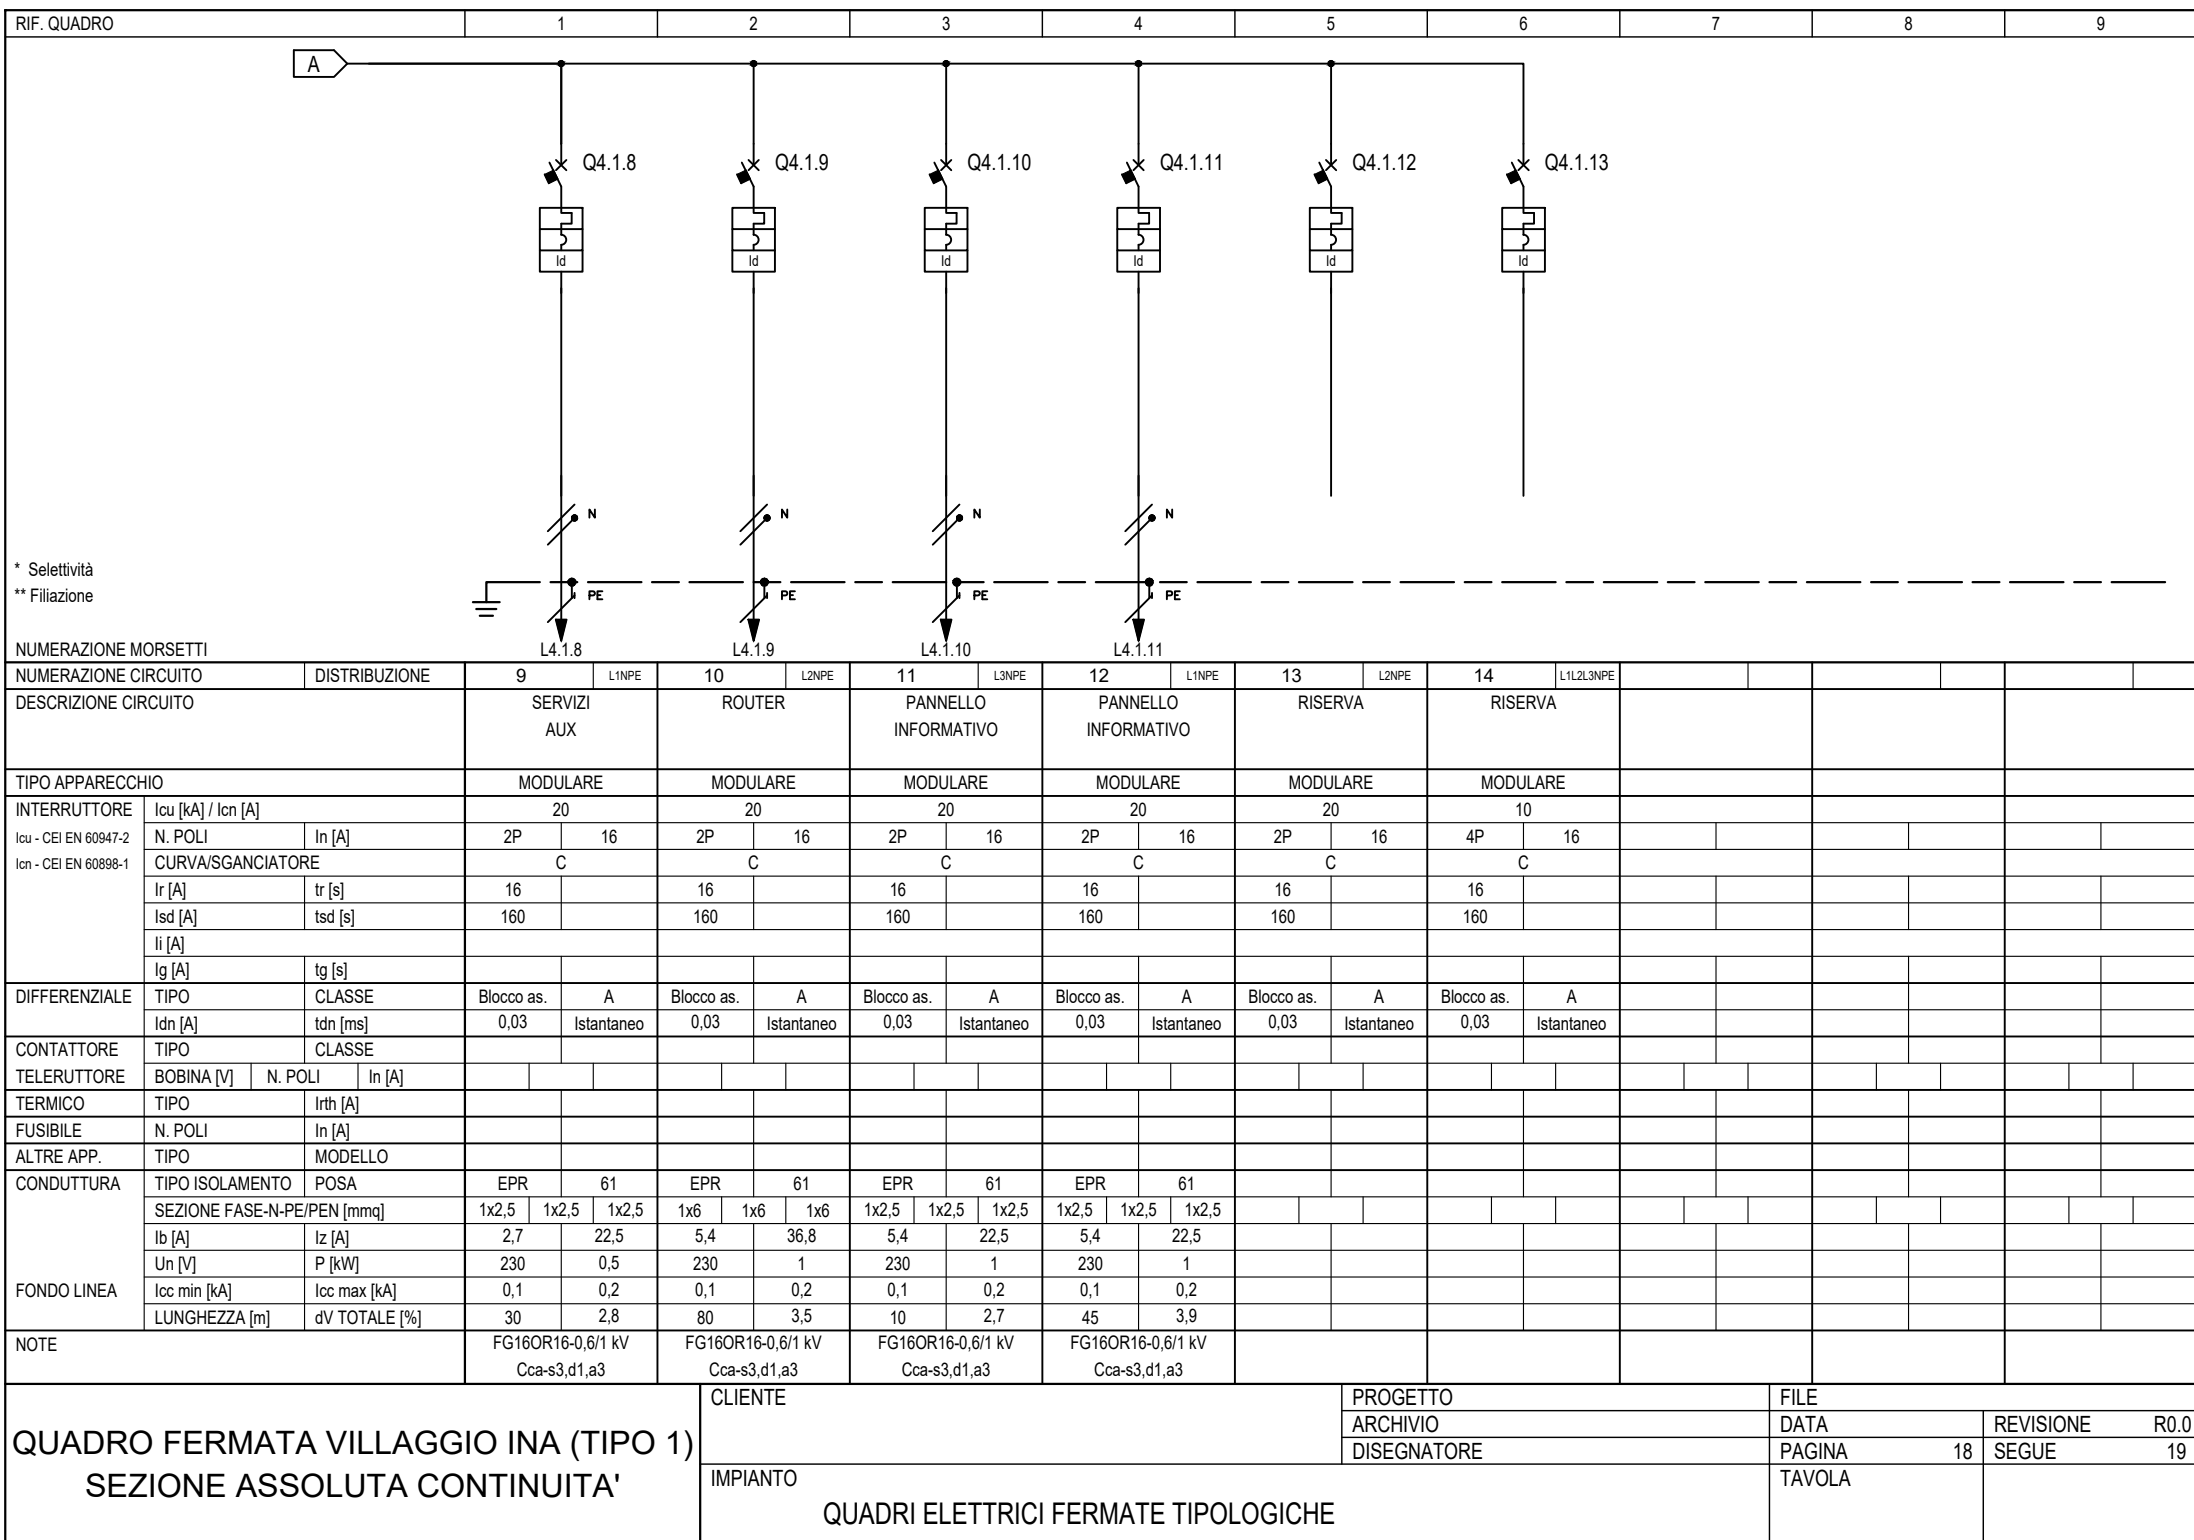 RIF. QUADRO 1 2 3 4 5 6 7 8 9
A
Q4.1.8 Q4.1.9 Q4.1.10 Q4.1.11 Q4.1.12 Q4.1.13
Id Id Id Id Id Id
N N N N
* Selettività
** Filiazione
PE PE PE PE
NUMERAZIONE MORSETTI L4.1.8 L4.1.9 L4.1.10 L4.1.11
NUMERAZIONE CIRCUITO DISTRIBUZIONE 9 L1NPE 10 L2NPE 11 L3NPE 12 L1NPE 13 L2NPE 14 L1L2L3NPE
DESCRIZIONE CIRCUITO SERVIZI ROUTER PANNELLO PANNELLO RISERVA RISERVA
AUX INFORMATIVO INFORMATIVO
TIPO APPARECCHIO MODULARE MODULARE MODULARE MODULARE MODULARE MODULARE
INTERRUTTORE Icu [kA] / Icn [A] 20 20 20 20 20 10
Icu - CEI EN 60947-2 N. POLI In [A] 2P 16 2P 16 2P 16 2P 16 2P 16 4P 16
Icn - CEI EN 60898-1 CURVA/SGANCIATORE C C C C C C
Ir [A] tr [s] 16 16 16 16 16 16
Isd [A] tsd [s] 160 160 160 160 160 160
Ii [A]
Ig [A] tg [s]
DIFFERENZIALE TIPO CLASSE Blocco as. A Blocco as. A Blocco as. A Blocco as. A Blocco as. A Blocco as. A
Idn [A] tdn [ms] 0,03 Istantaneo 0,03 Istantaneo 0,03 Istantaneo 0,03 Istantaneo 0,03 Istantaneo 0,03 Istantaneo
CONTATTORE TIPO CLASSE
TELERUTTORE BOBINA [V] N. POLI In [A]
TERMICO TIPO Irth [A]
FUSIBILE N. POLI In [A]
ALTRE APP. TIPO MODELLO
CONDUTTURA TIPO ISOLAMENTO POSA EPR 61 EPR 61 EPR 61 EPR 61
SEZIONE FASE-N-PE/PEN [mmq] 1x2,5 1x2,5 1x2,5 1x6 1x6 1x6 1x2,5 1x2,5 1x2,5 1x2,5 1x2,5 1x2,5
Ib [A] Iz [A] 2,7 22,5 5,4 36,8 5,4 22,5 5,4 22,5
Un [V] P [kW] 230 0,5 230 1 230 1 230 1
FONDO LINEA Icc min [kA] Icc max [kA] 0,1 0,2 0,1 0,2 0,1 0,2 0,1 0,2
LUNGHEZZA [m] dV TOTALE [%] 30 2,8 80 3,5 10 2,7 45 3,9
NOTE FG16OR16-0,6/1 kV FG16OR16-0,6/1 kV FG16OR16-0,6/1 kV FG16OR16-0,6/1 kV
Cca-s3,d1,a3 Cca-s3,d1,a3 Cca-s3,d1,a3 Cca-s3,d1,a3
QUADRO FERMATA VILLAGGIO INA (TIPO 1)
SEZIONE ASSOLUTA CONTINUITA'
CLIENTE
IMPIANTO
QUADRI ELETTRICI FERMATE TIPOLOGICHE
PROGETTO
ARCHIVIO
DISEGNATORE
FILE
DATA REVISIONE R0.0
PAGINA 18 SEGUE 19
TAVOLA